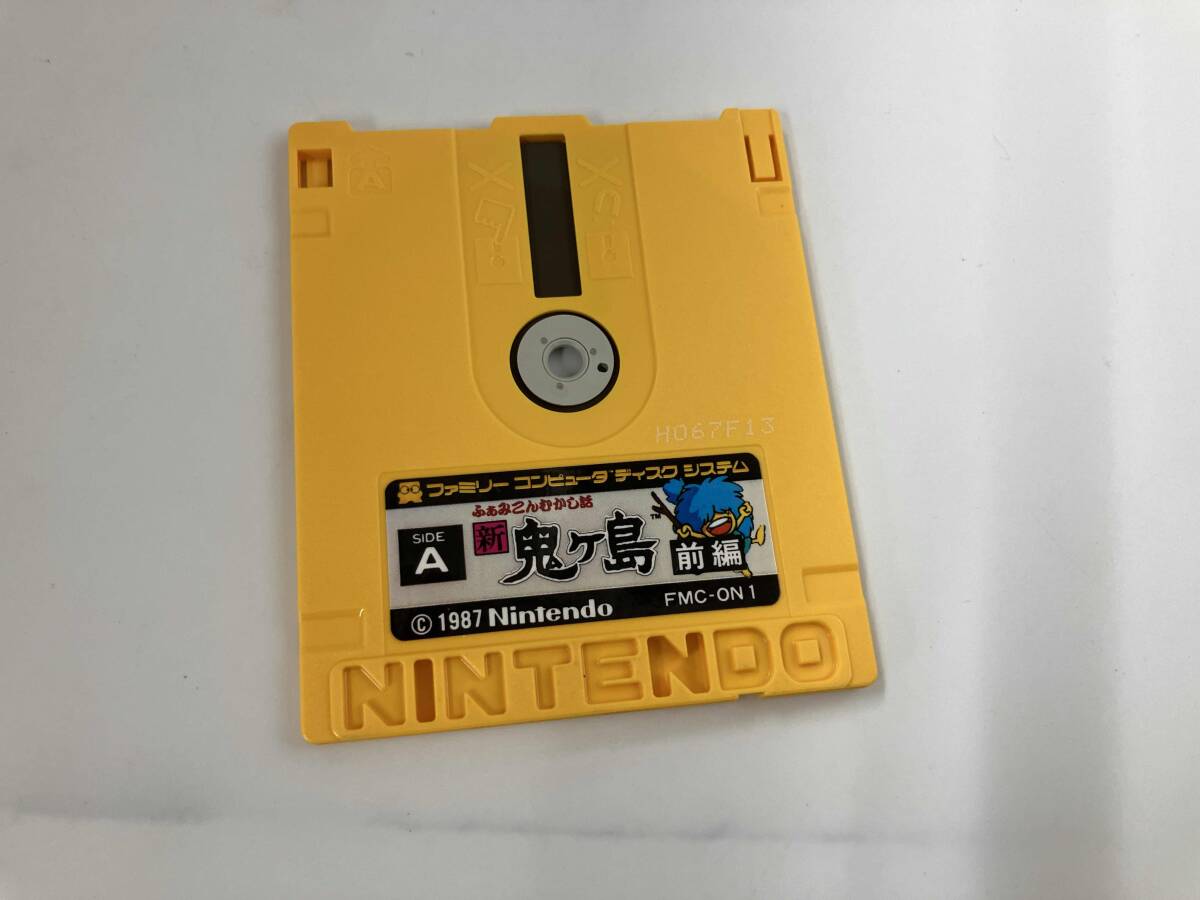 A
H067F13
ファミリー コンピュータ ディスク システム
ふぁみこんむかし話
SIDE
A
新 鬼ヶ島 ™
前編
FMC-ON1
© 1987 Nintendo
NINTENDO